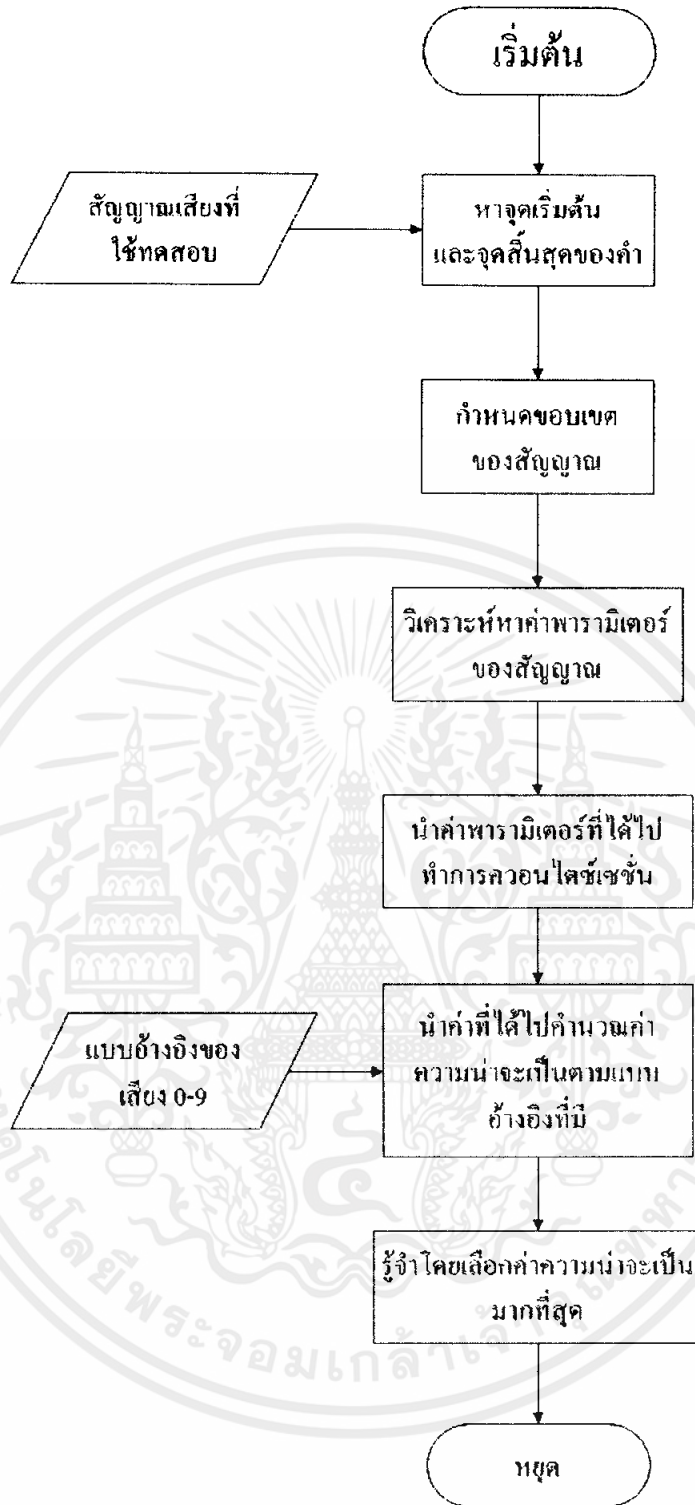 เริ่มต้น
สัญญาณเสียงที่
ใช้ทดสอบ
หาจุดเริ่มต้น
และจุดสิ้นสุดของคำ
กำหนดขอบเขต
ของสัญญาณ
วิเคราะห์หาค่าพารามิเตอร์
ของสัญญาณ
นำค่าพารามิเตอร์ที่ได้ไป
ทำการควอนไตซ์เซชั่น
แบบอ้างอิงของ
เสียง 0-9
นำค่าที่ได้ไปคำนวณค่า
ความน่าจะเป็นตามแบบ
อ้างอิงที่มี
รู้จำโดยเลือกค่าความน่าจะเป็น
มากที่สุด
หยุด